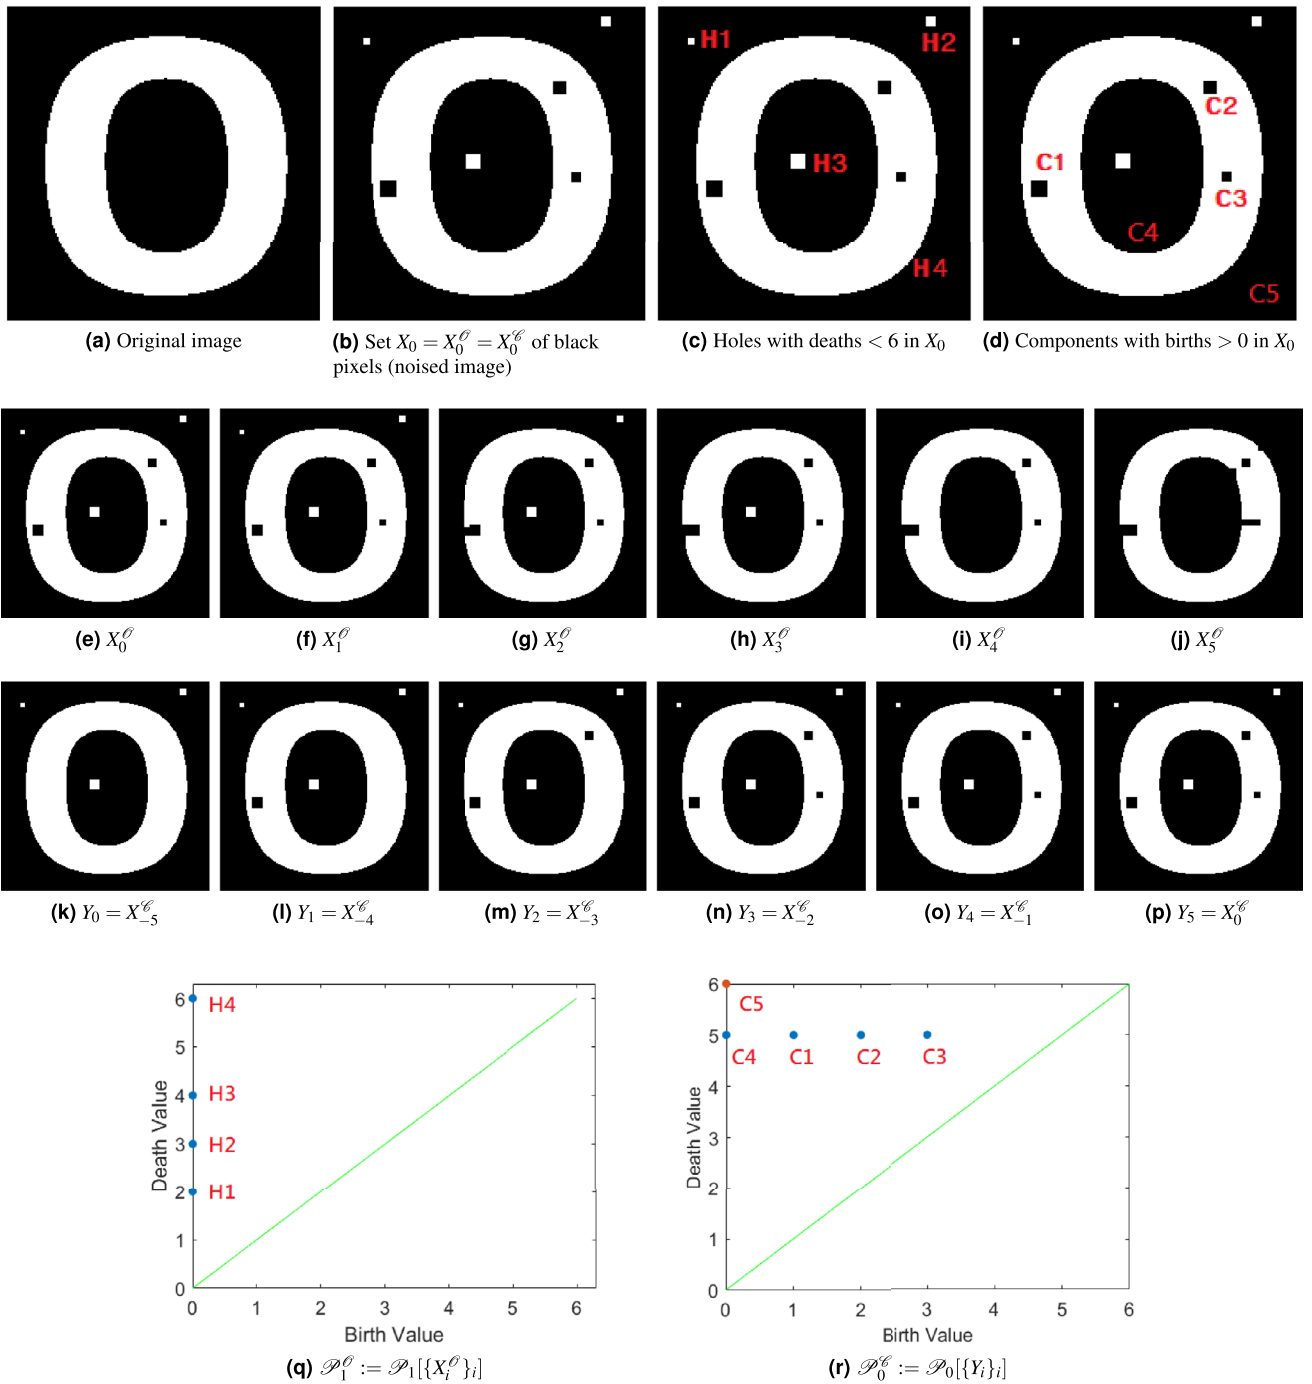 H1
H2
H3
H4
C2
C1
C3
C4
C5
(a) Original image
(b) Set X₀ = X₀^𝒪 = X₀^𝒞 of black
pixels (noised image)
(c) Holes with deaths < 6 in X₀
(d) Components with births > 0 in X₀
(e) X₀^𝒪
(f) X₁^𝒪
(g) X₂^𝒪
(h) X₃^𝒪
(i) X₄^𝒪
(j) X₅^𝒪
(k) Y₀ = X₋₅^𝒞
(l) Y₁ = X₋₄^𝒞
(m) Y₂ = X₋₃^𝒞
(n) Y₃ = X₋₂^𝒞
(o) Y₄ = X₋₁^𝒞
(p) Y₅ = X₀^𝒞
6
5
4
3
2
1
0
Death Value
H4
H3
H2
H1
0 1 2 3 4 5 6
Birth Value
(q) 𝒫₁^𝒪 := 𝒫₁[{Xᵢ^𝒪}ᵢ]
6
5
4
3
2
1
0
Death Value
C5
C4 C1 C2 C3
0 1 2 3 4 5 6
Birth Value
(r) 𝒫₀^𝒞 := 𝒫₀[{Yᵢ}ᵢ]